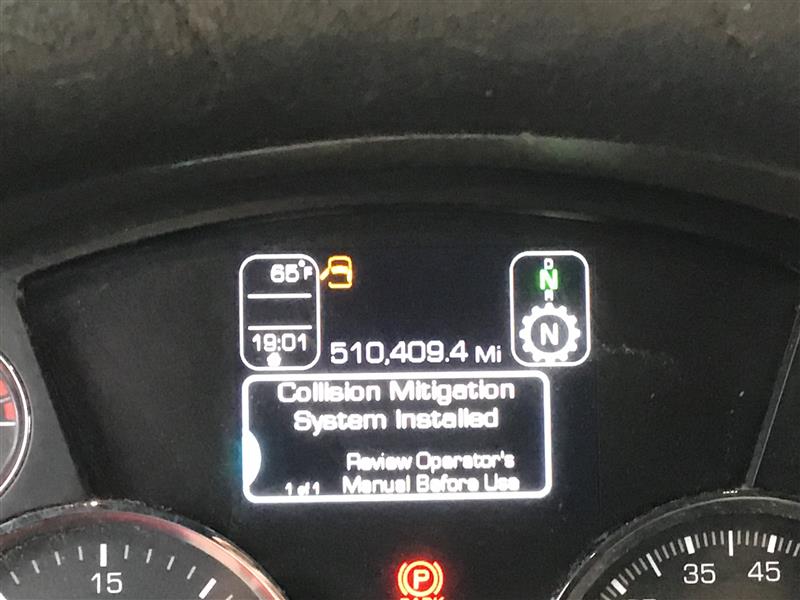 65°F
D
N
R
19:01
510,409.4 Mi
N
Collision Mitigation
System Installed
Review Operator's
1 of 1 Manual Before Use
P
PARK
15
35
45